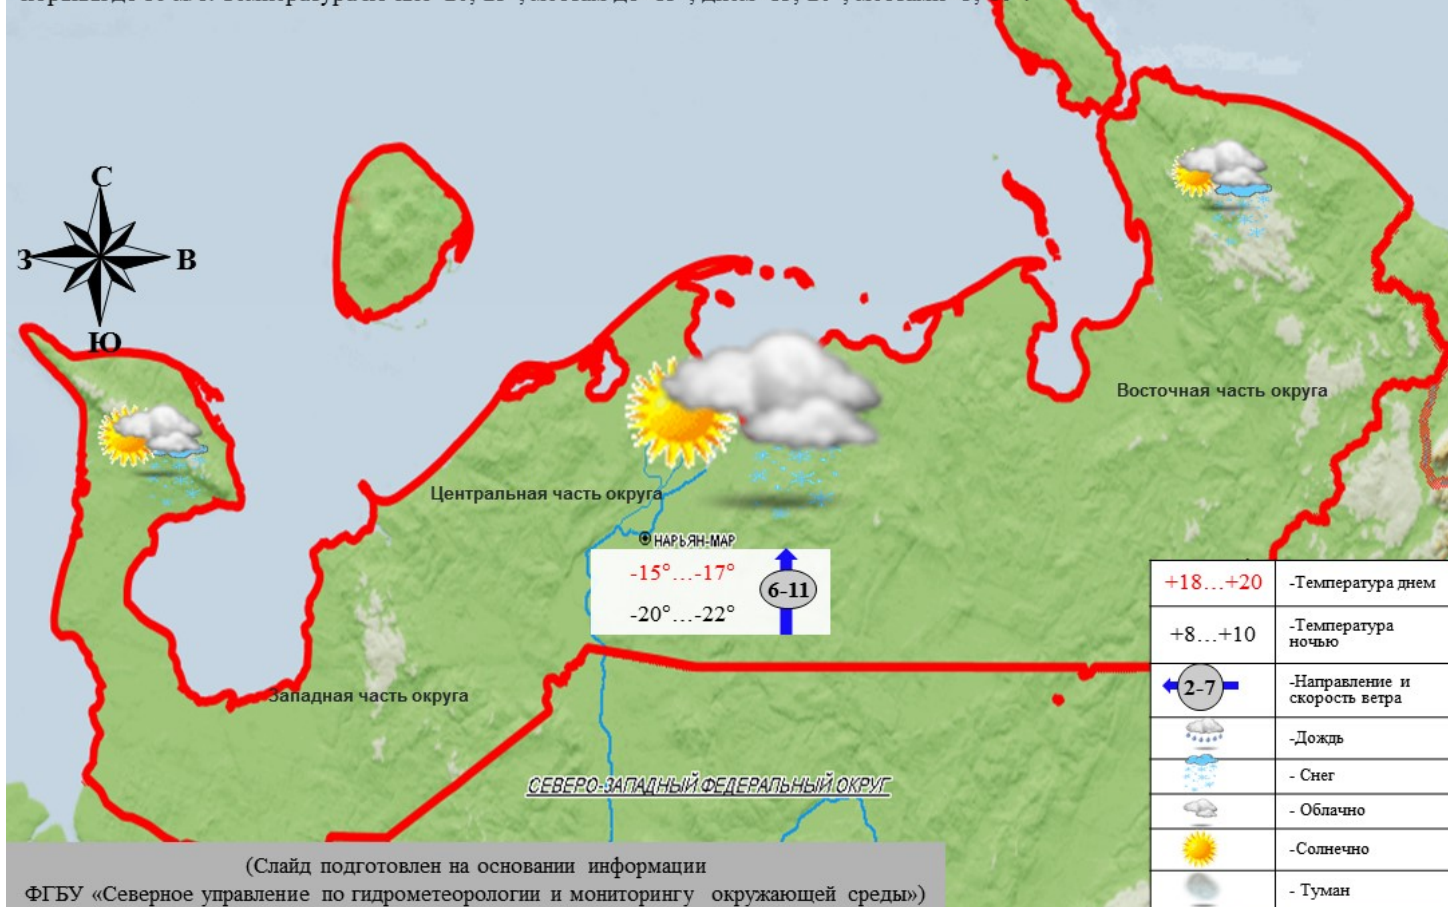 С
З
В
Ю
Восточная часть округа
Центральная часть округа
НАРЬЯН-МАР
-15°…-17°
6-11
-20°…-22°
Западная часть округа
СЕВЕРО-ЗАПАДНЫЙ ФЕДЕРАЛЬНЫЙ ОКРУГ
+18…+20
-Температура днем
+8…+10
-Температура
ночью
2-7
-Направление и
скорость ветра
-Дождь
- Снег
- Облачно
-Солнечно
- Туман
(Слайд подготовлен на основании информации
ФГБУ «Северное управление по гидрометеорологии и мониторингу окружающей среды»)